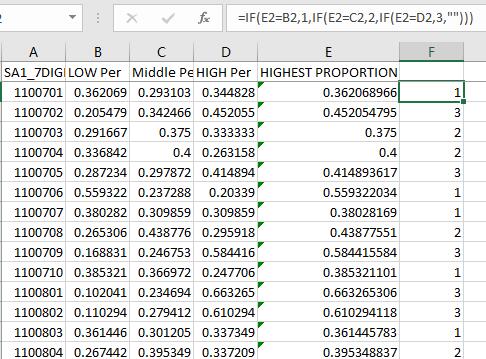 fx =IF(E2=B2,1,IF(E2=C2,2,IF(E2=D2,3,"")))
A B C D E F
SA1_7DIGI LOW Per Middle Pe HIGH Per HIGHEST PROPORTION
1100701 0.362069 0.293103 0.344828 0.362068966 1
1100702 0.205479 0.342466 0.452055 0.452054795 3
1100703 0.291667 0.375 0.333333 0.375 2
1100704 0.336842 0.4 0.263158 0.4 2
1100705 0.287234 0.297872 0.414894 0.414893617 3
1100706 0.559322 0.237288 0.20339 0.559322034 1
1100707 0.380282 0.309859 0.309859 0.38028169 1
1100708 0.265306 0.438776 0.295918 0.43877551 2
1100709 0.168831 0.246753 0.584416 0.584415584 3
1100710 0.385321 0.366972 0.247706 0.385321101 1
1100801 0.102041 0.234694 0.663265 0.663265306 3
1100802 0.110294 0.279412 0.610294 0.610294118 3
1100803 0.361446 0.301205 0.337349 0.361445783 1
1100804 0.267442 0.395349 0.337209 0.395348837 2